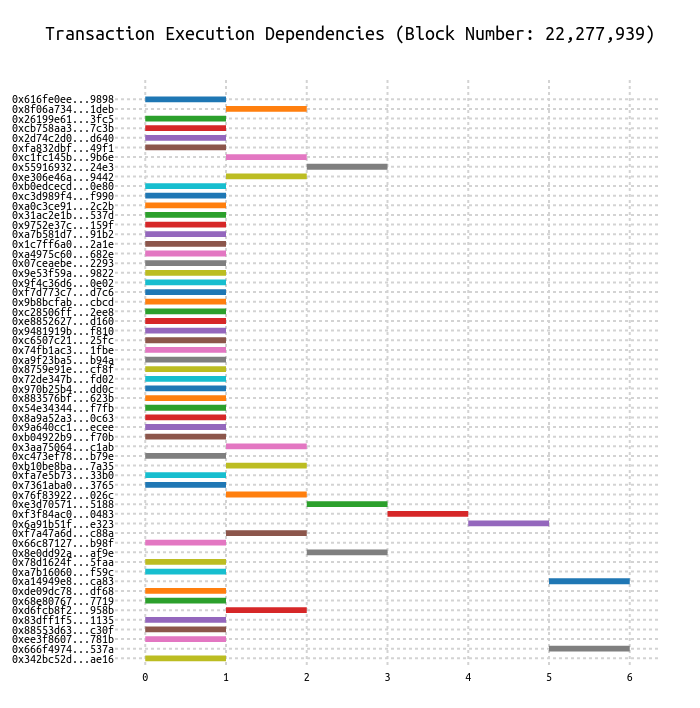 Transaction Execution Dependencies (Block Number: 22,277,939)
0x616fe0ee...9898
0x8f06a734...1deb
0x26199e61...3fc5
0xcb758aa3...7c3b
0x2d74c2d0...d640
0xfa832dbf...49f1
0xc1fc145b...9b6e
0x55916932...24e3
0xe306e46a...9442
0xb0edcecd...0e80
0xc3d989f4...f990
0xa0c3ce91...2c2b
0x31ac2e1b...537d
0x9752e37c...159f
0xa7b581d7...91b2
0x1c7ff6a0...2a1e
0xa4975c60...682e
0x07ceaebe...2293
0x9e53f59a...9822
0x9f4c36d6...0e02
0xf7d773c7...d7c6
0x9b8bcfab...cbcd
0xc28506ff...2ee8
0xe8852627...d160
0x9481919b...f810
0xc6507c21...25fc
0x74fb1ac3...1fbe
0xa9f23ba5...b94a
0x8759e91e...cf8f
0x72de347b...fd02
0x970b25b4...dd0c
0x883576bf...623b
0x54e34344...f7fb
0x8a9a52a3...0c63
0x9a640cc1...ecee
0xb04922b9...f70b
0x3aa75064...c1ab
0xc473ef78...b79e
0xb10be8ba...7a35
0xfa7e5b73...33b0
0x7361aba0...3765
0x76f83922...026c
0xe3d70571...5188
0xf3f84ac0...0483
0x6a91b51f...e323
0xf7a47a6d...c88a
0x66c87127...b98f
0x8e0dd92a...af9e
0x78d1624f...5faa
0xa7b16060...f59c
0xa14949e8...ca83
0xde09dc78...df68
0x68e80767...7719
0xd6fcb8f2...958b
0x83dff1f5...1135
0x88553d63...c30f
0xee3f8607...781b
0x666f4974...537a
0x342bc52d...ae16
0 1 2 3 4 5 6